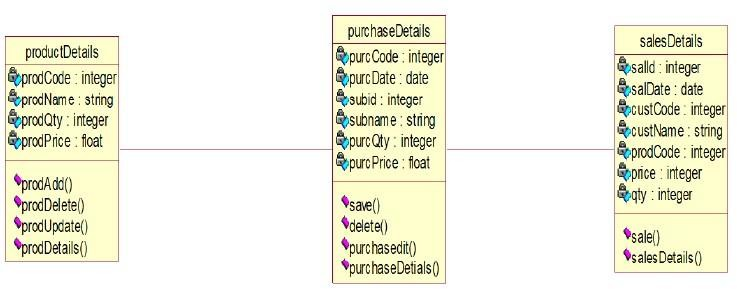 productDetails
prodCode : integer
prodName : string
prodQty : integer
prodPrice : float
prodAdd()
prodDelete()
prodUpdate()
prodDetails()
purchaseDetails
purcCode : integer
purcDate : date
subid : integer
subname : string
purcQty : integer
purcPrice : float
save()
delete()
purchasedit()
purchaseDetials()
salesDetails
salId : integer
salDate : date
custCode : integer
custName : string
prodCode : integer
price : integer
qty : integer
sale()
salesDetails()